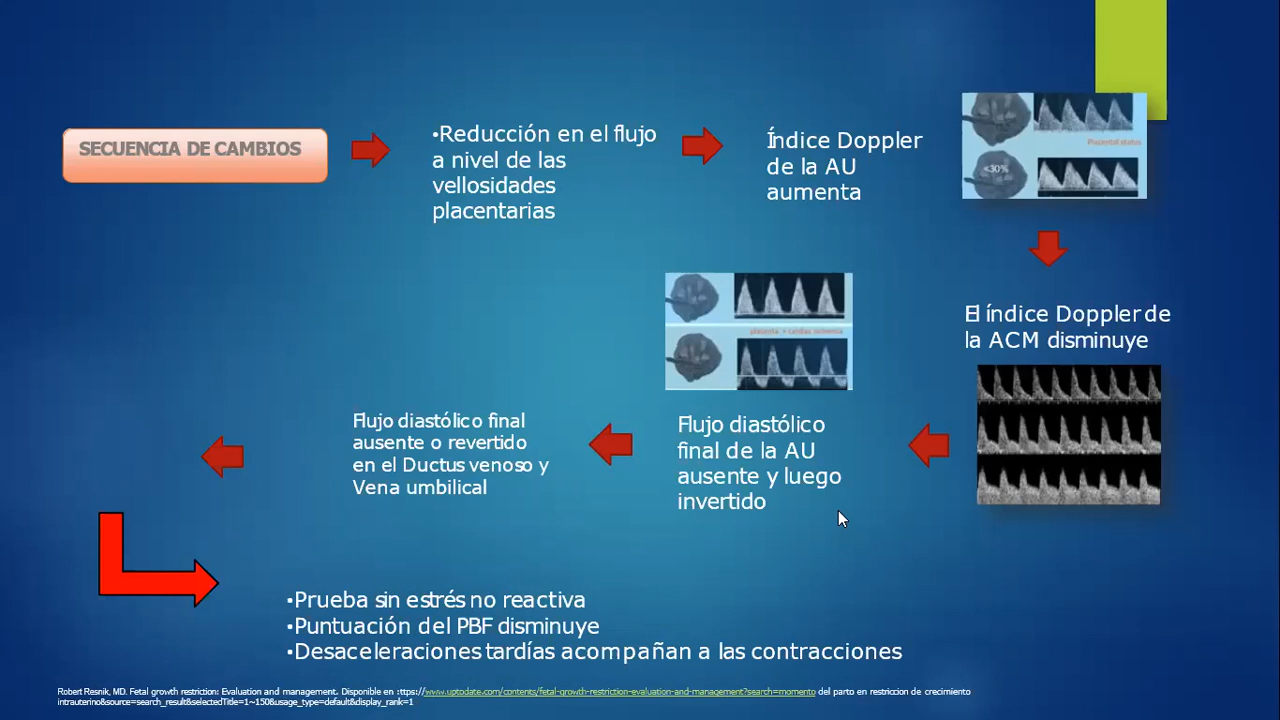 SECUENCIA DE CAMBIOS
•Reducción en el flujo
a nivel de las
vellosidades
placentarias
Índice Doppler
de la AU
aumenta
Placental status
<30%
El índice Doppler de
la ACM disminuye
placenta + cardiac ischemia
Flujo diastólico
final de la AU
ausente y luego
invertido
Flujo diastólico final
ausente o revertido
en el Ductus venoso y
Vena umbilical
•Prueba sin estrés no reactiva
•Puntuación del PBF disminuye
•Desaceleraciones tardías acompañan a las contracciones
Robert Resnik, MD. Fetal growth restriction: Evaluation and management. Disponible en :ttps://www.uptodate.com/contents/fetal-growth-restriction-evaluation-and-management?search=momento del parto en restriccion de crecimiento
intrauterino&source=search_result&selectedTitle=1~150&usage_type=default&display_rank=1